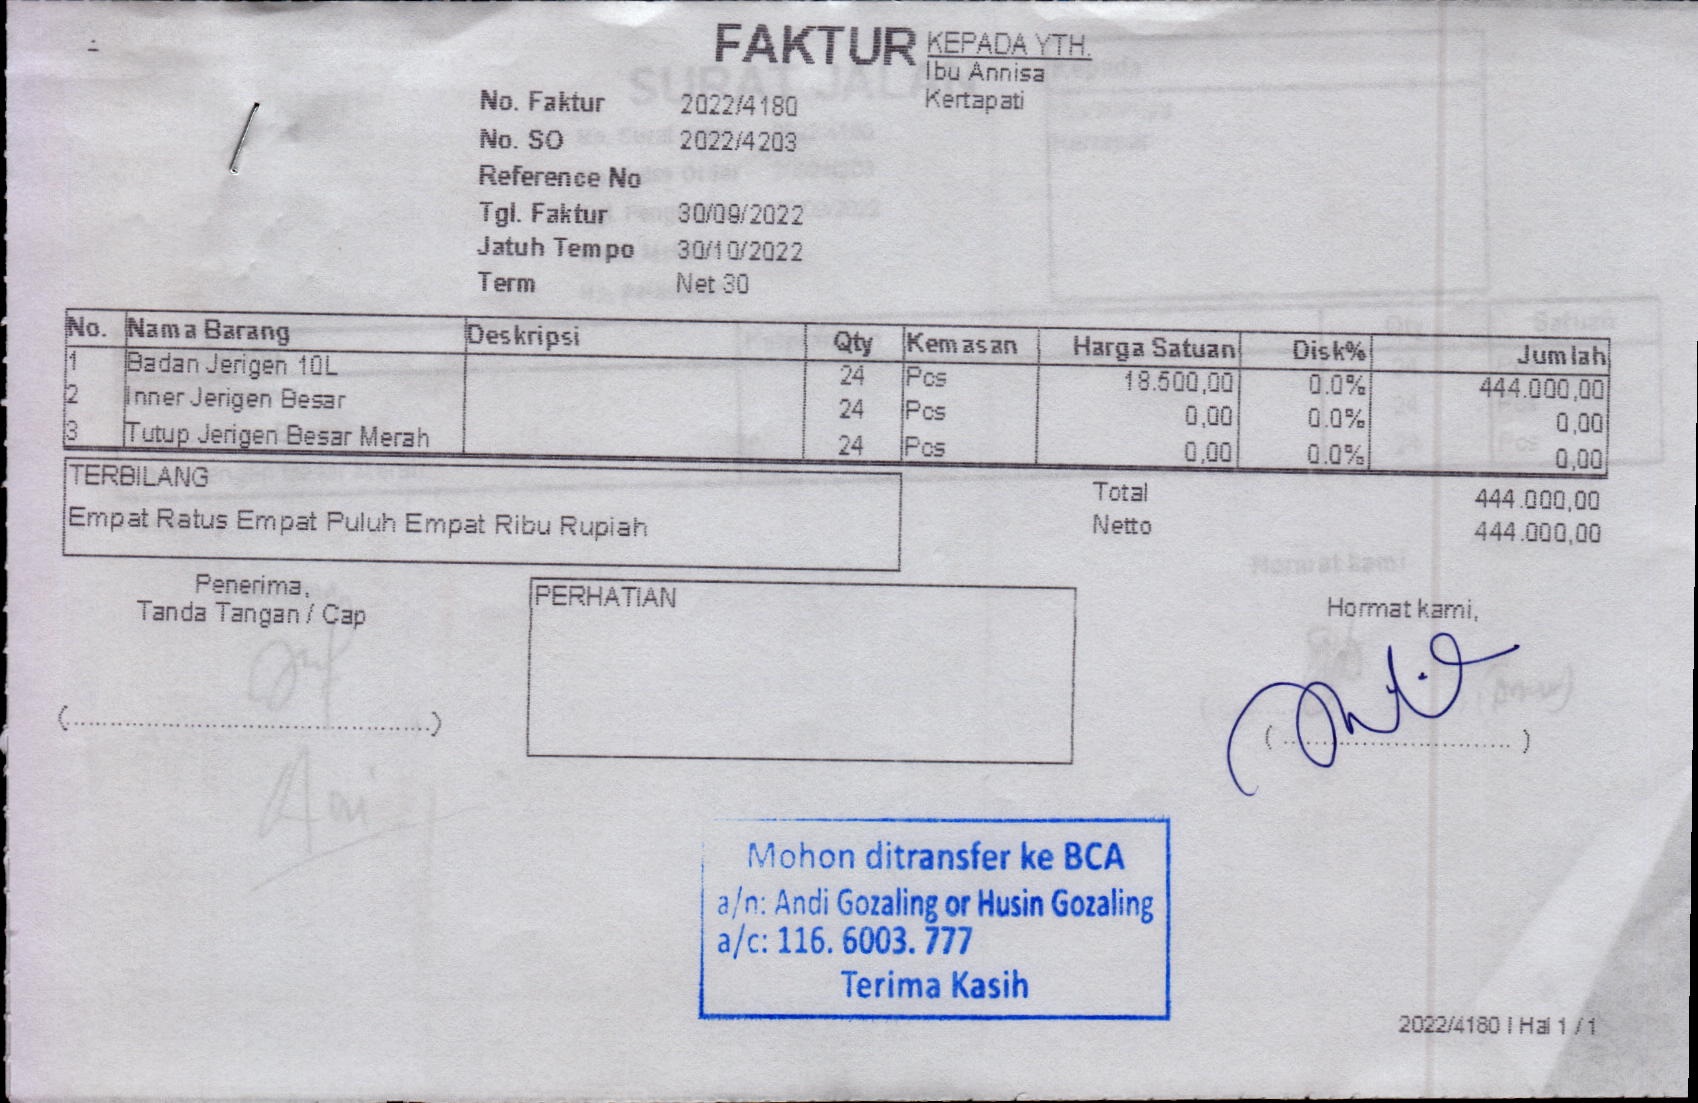 FAKTUR
KEPADA YTH.
Ibu Annisa
Kertapati
No. Faktur 2022/4180
No. SO 2022/4203
Reference No
Tgl. Faktur 30/09/2022
Jatuh Tempo 30/10/2022
Term Net 30
No. Nama Barang Deskripsi Qty Kemasan Harga Satuan Disk% Jumlah
1 Badan Jerigen 10L 24 Pcs 18.500,00 0.0% 444.000,00
2 Inner Jerigen Besar 24 Pcs 0,00 0.0% 0,00
3 Tutup Jerigen Besar Merah 24 Pcs 0,00 0.0% 0,00
TERBILANG
Empat Ratus Empat Puluh Empat Ribu Rupiah
Total 444.000,00
Netto 444.000,00
Penerima,
Tanda Tangan / Cap
(.................................................)
PERHATIAN
Hormat kami,
(.................................)
Mohon ditransfer ke BCA
a/n: Andi Gozaling or Husin Gozaling
a/c: 116. 6003. 777
Terima Kasih
2022/4180 | Hal 1 / 1